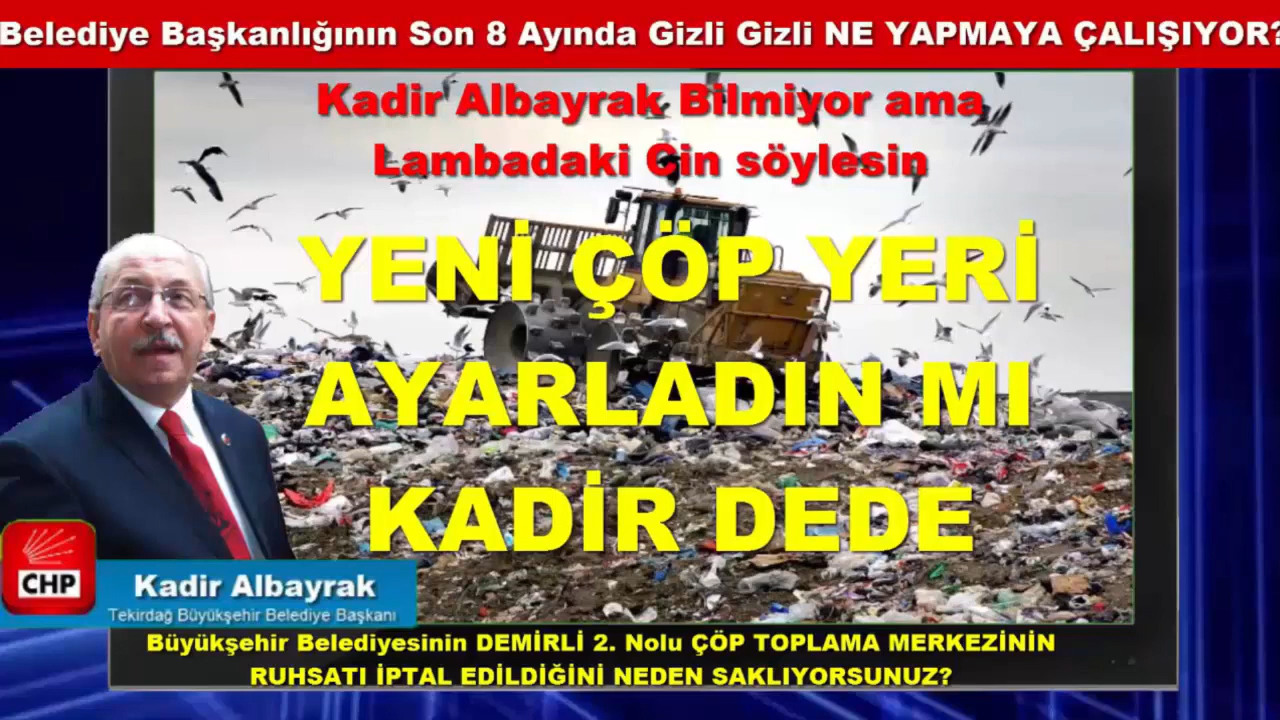 Belediye Başkanlığının Son 8 Ayında Gizli Gizli NE YAPMAYA ÇALIŞIYOR?
Kadir Albayrak Bilmiyor ama
Lambadaki Cin söylesin
YENİ ÇÖP YERİ
AYARLADIN MI
KADİR DEDE
CHP
Kadir Albayrak
Tekirdağ Büyükşehir Belediye Başkanı
Büyükşehir Belediyesinin DEMİRLİ 2. Nolu ÇÖP TOPLAMA MERKEZİNİN
RUHSATI İPTAL EDİLDİĞİNİ NEDEN SAKLIYORSUNUZ?